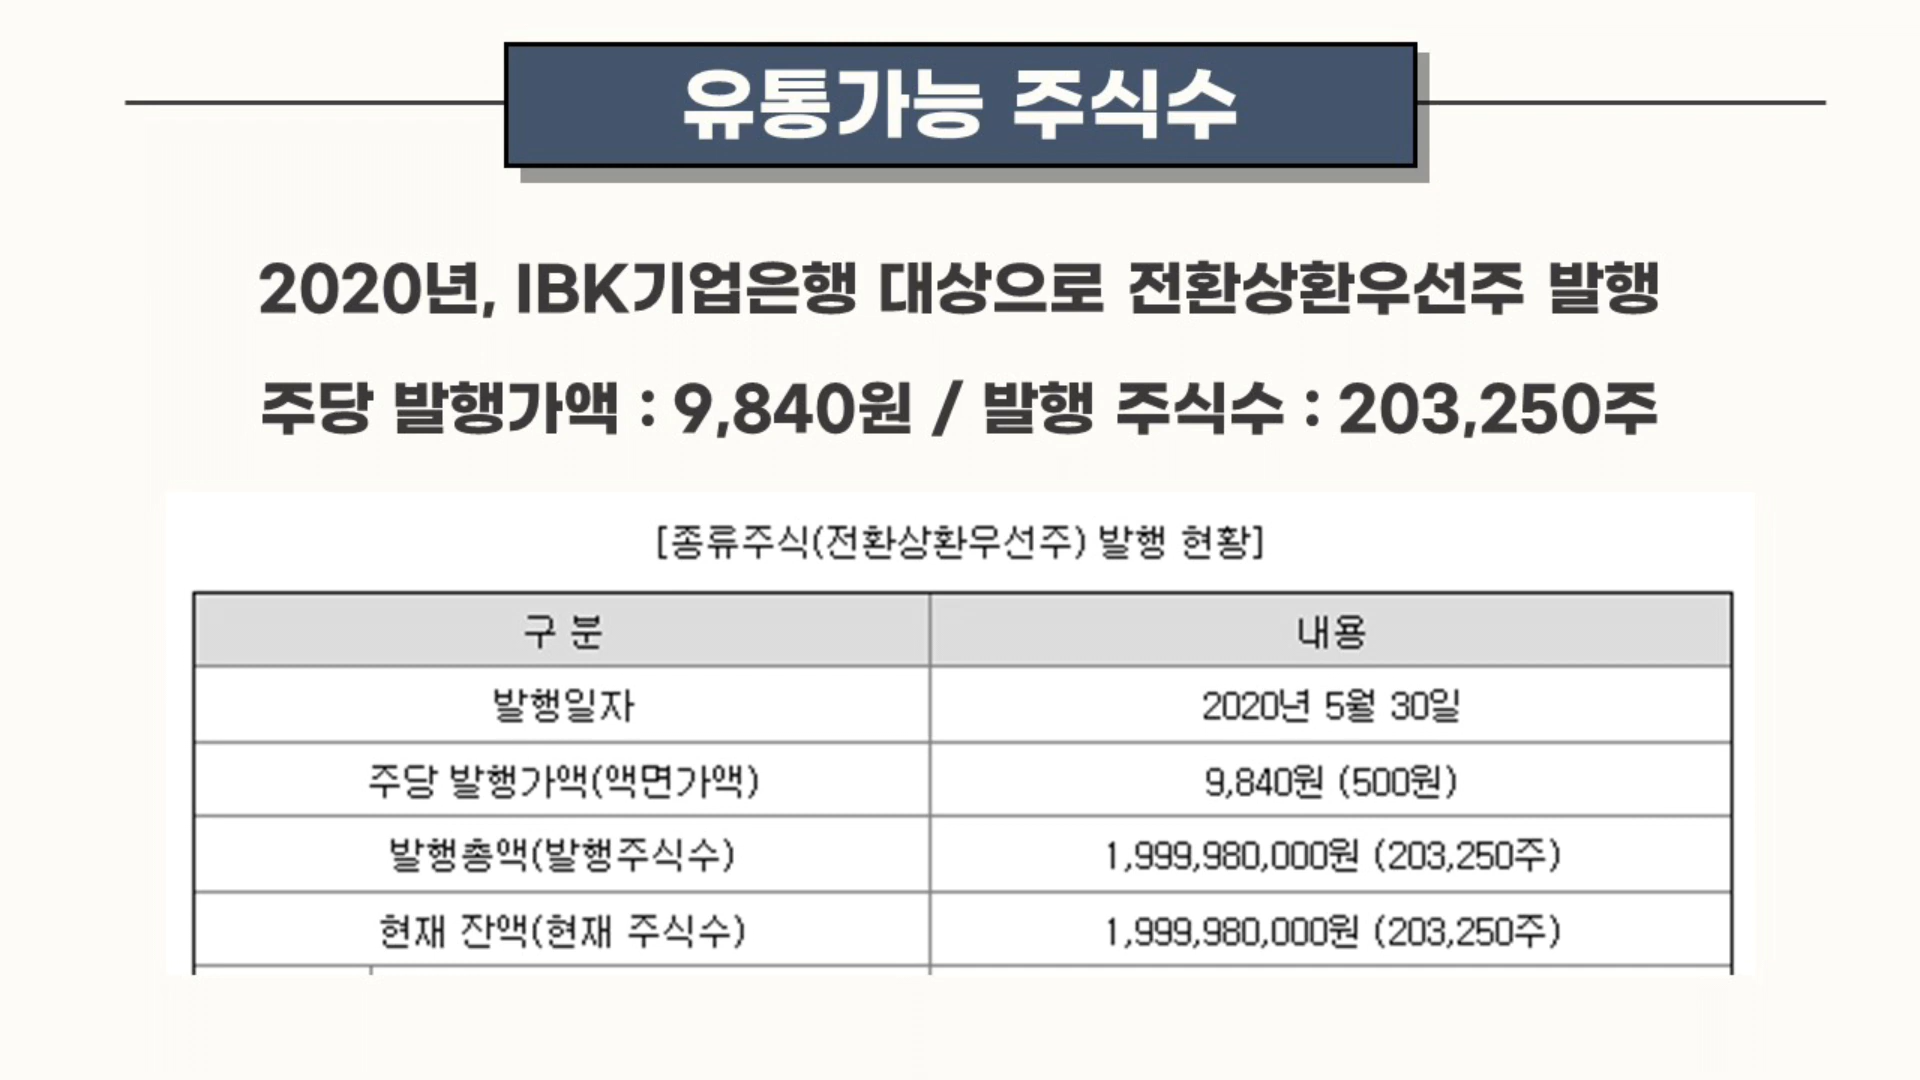 유통가능 주식수
2020년, IBK기업은행 대상으로 전환상환우선주 발행
주당 발행가액 : 9,840원 / 발행 주식수 : 203,250주
[종류주식(전환상환우선주) 발행 현황]
구 분 내용
발행일자 2020년 5월 30일
주당 발행가액(액면가액) 9,840원 (500원)
발행총액(발행주식수) 1,999,980,000원 (203,250주)
현재 잔액(현재 주식수) 1,999,980,000원 (203,250주)